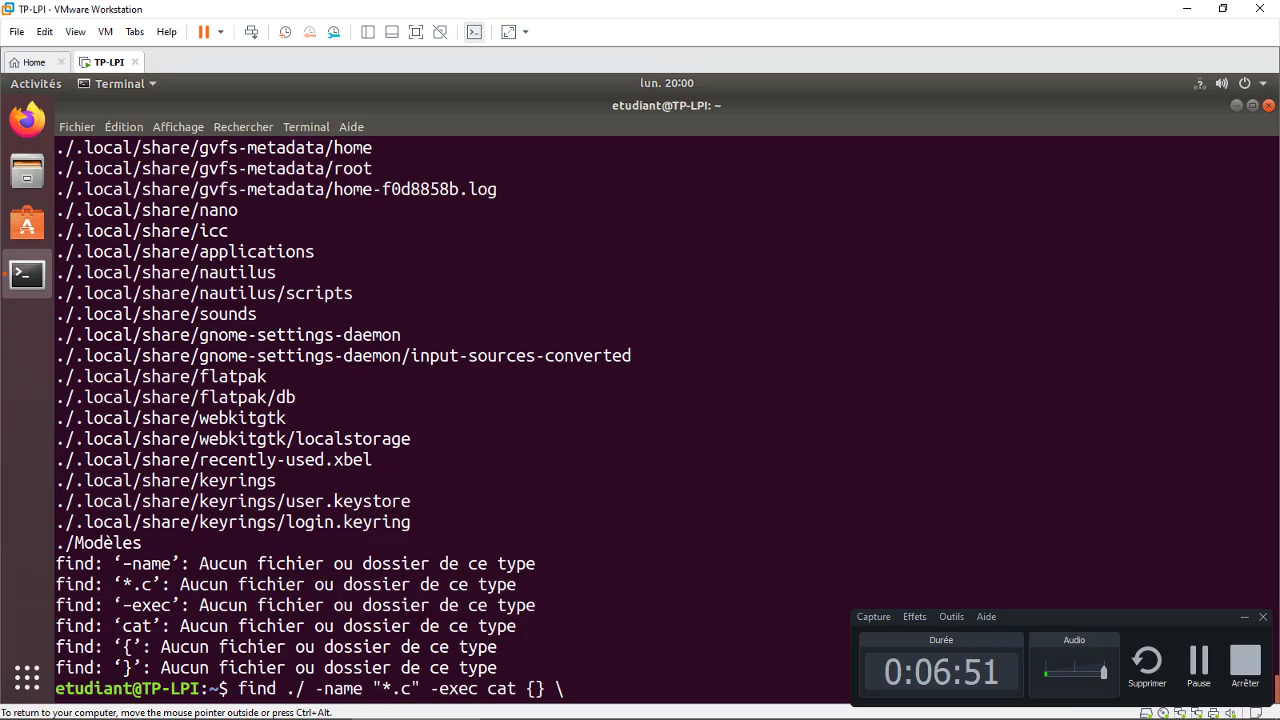 TP-LPI - VMware Workstation
File Edit View VM Tabs Help
Home TP-LPI
Activités Terminal lun. 20:00
etudiant@TP-LPI: ~
Fichier Édition Affichage Rechercher Terminal Aide
././local/share/gvfs-metadata/home
././local/share/gvfs-metadata/root
././local/share/gvfs-metadata/home-f0d8858b.log
././local/share/nano
././local/share/icc
././local/share/applications
././local/share/nautilus
././local/share/nautilus/scripts
././local/share/sounds
././local/share/gnome-settings-daemon
././local/share/gnome-settings-daemon/input-sources-converted
././local/share/flatpak
././local/share/flatpak/db
././local/share/webkitgtk
././local/share/webkitgtk/localstorage
././local/share/recently-used.xbel
././local/share/keyrings
././local/share/keyrings/user.keystore
././local/share/keyrings/login.keyring
./Modèles
find: ‘-name’: Aucun fichier ou dossier de ce type
find: ‘*.c’: Aucun fichier ou dossier de ce type
find: ‘-exec’: Aucun fichier ou dossier de ce type
find: ‘cat’: Aucun fichier ou dossier de ce type
find: ‘{’: Aucun fichier ou dossier de ce type
find: ‘}’: Aucun fichier ou dossier de ce type
etudiant@TP-LPI:~$ find ./ -name "*.c" -exec cat {} \
Capture Effets Outils Aide
Durée
0:06:51
Audio
Supprimer Pause Arrêter
To return to your computer, move the mouse pointer outside or press Ctrl+Alt.